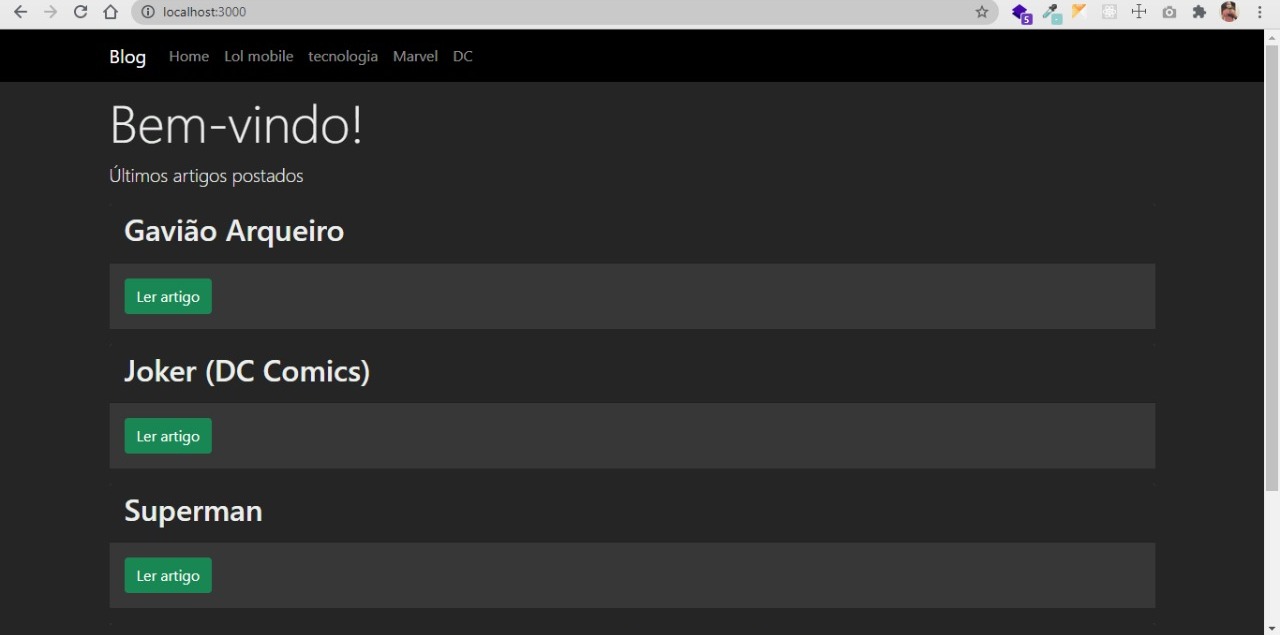 localhost:3000
5
Blog Home Lol mobile tecnologia Marvel DC
Bem-vindo!
Últimos artigos postados
Gavião Arqueiro
Ler artigo
Joker (DC Comics)
Ler artigo
Superman
Ler artigo